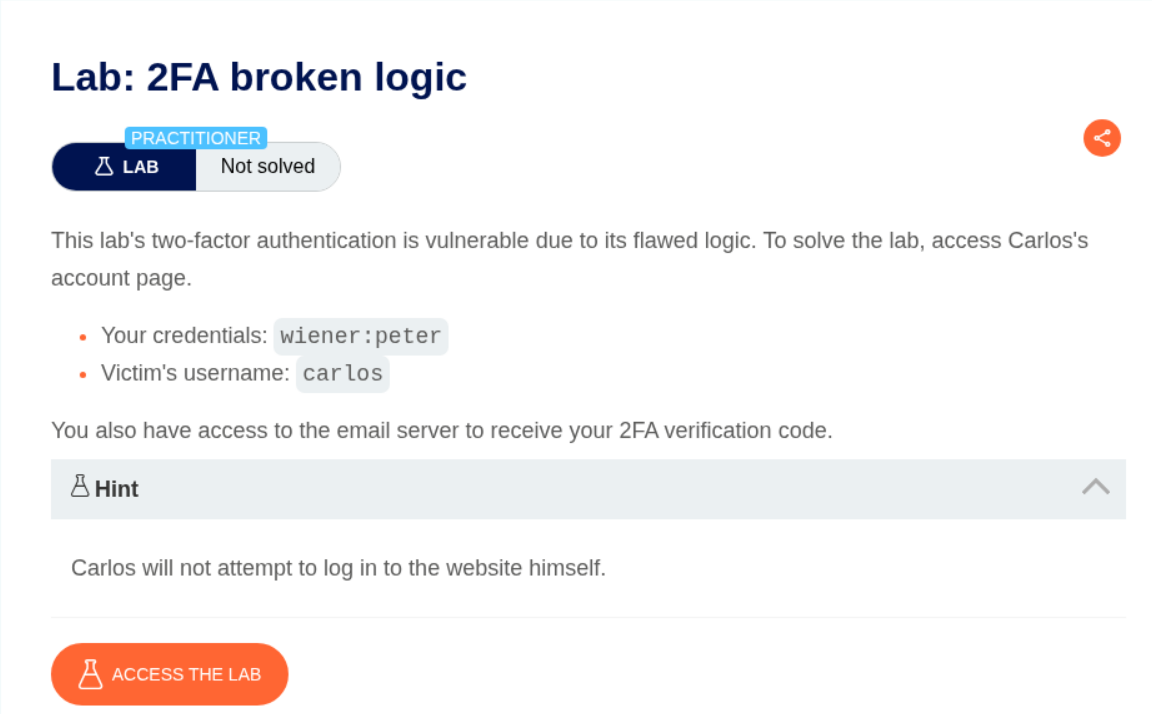 Lab: 2FA broken logic
PRACTITIONER
LAB
Not solved
This lab's two-factor authentication is vulnerable due to its flawed logic. To solve the lab, access Carlos's
account page.
Your credentials: wiener:peter
Victim's username: carlos
You also have access to the email server to receive your 2FA verification code.
Hint
Carlos will not attempt to log in to the website himself.
ACCESS THE LAB